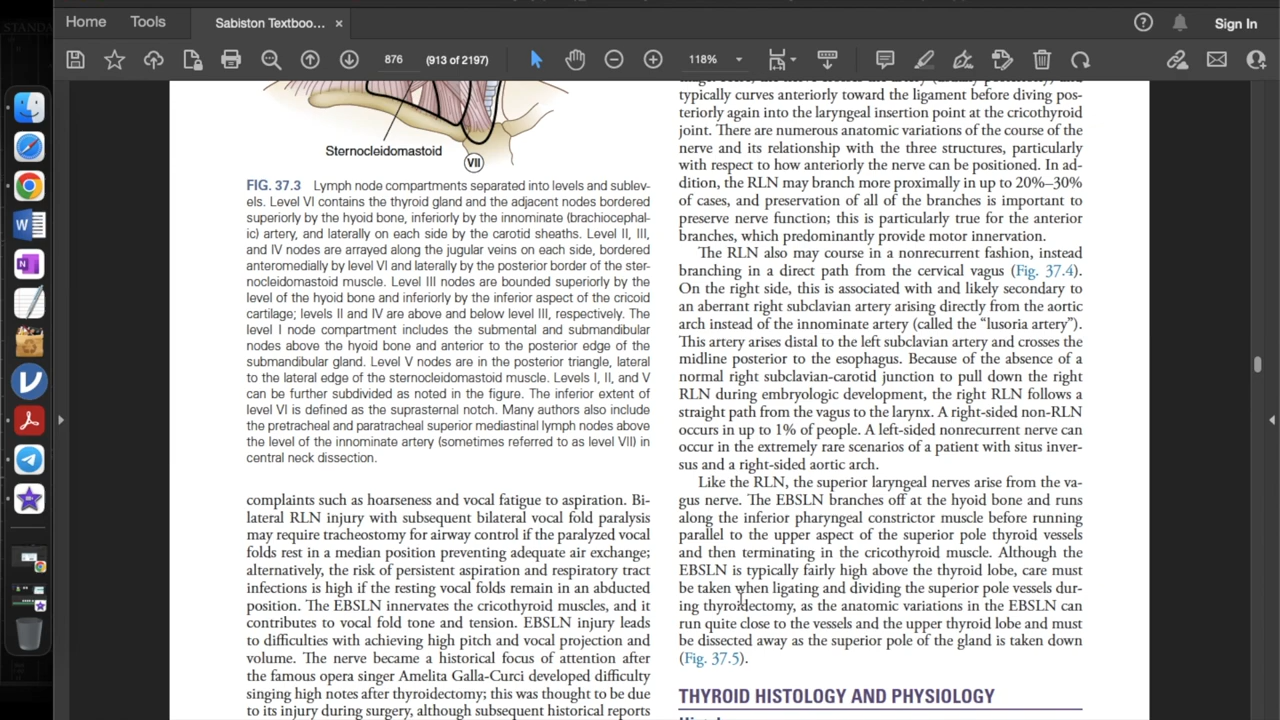 STANDA
Home
Tools
Sabiston Textboo...
×
?
Sign In
876
(913 of 2197)
118%
Sternocleidomastoid
VII
FIG. 37.3 Lymph node compartments separated into levels and sublev-
els. Level VI contains the thyroid gland and the adjacent nodes bordered
superiorly by the hyoid bone, inferiorly by the innominate (brachiocephal-
ic) artery, and laterally on each side by the carotid sheaths. Level II, III,
and IV nodes are arrayed along the jugular veins on each side, bordered
anteromedially by level VI and laterally by the posterior border of the ster-
nocleidomastoid muscle. Level III nodes are bounded superiorly by the
level of the hyoid bone and inferiorly by the inferior aspect of the cricoid
cartilage; levels II and IV are above and below level III, respectively. The
level I node compartment includes the submental and submandibular
nodes above the hyoid bone and anterior to the posterior edge of the
submandibular gland. Level V nodes are in the posterior triangle, lateral
to the lateral edge of the sternocleidomastoid muscle. Levels I, II, and V
can be further subdivided as noted in the figure. The inferior extent of
level VI is defined as the suprasternal notch. Many authors also include
the pretracheal and paratracheal superior mediastinal lymph nodes above
the level of the innominate artery (sometimes referred to as level VII) in
central neck dissection.
complaints such as hoarseness and vocal fatigue to aspiration. Bi-
lateral RLN injury with subsequent bilateral vocal fold paralysis
may require tracheostomy for airway control if the paralyzed vocal
folds rest in a median position preventing adequate air exchange;
alternatively, the risk of persistent aspiration and respiratory tract
infections is high if the resting vocal folds remain in an abducted
position. The EBSLN innervates the cricothyroid muscles, and it
contributes to vocal fold tone and tension. EBSLN injury leads
to difficulties with achieving high pitch and vocal projection and
volume. The nerve became a historical focus of attention after
the famous opera singer Amelita Galla-Curci developed difficulty
singing high notes after thyroidectomy; this was thought to be due
to its injury during surgery, although subsequent historical reports
typically curves anteriorly toward the ligament before diving pos-
teriorly again into the laryngeal insertion point at the cricothyroid
joint. There are numerous anatomic variations of the course of the
nerve and its relationship with the three structures, particularly
with respect to how anteriorly the nerve can be positioned. In ad-
dition, the RLN may branch more proximally in up to 20%–30%
of cases, and preservation of all of the branches is important to
preserve nerve function; this is particularly true for the anterior
branches, which predominantly provide motor innervation.
The RLN also may course in a nonrecurrent fashion, instead
branching in a direct path from the cervical vagus (Fig. 37.4).
On the right side, this is associated with and likely secondary to
an aberrant right subclavian artery arising directly from the aortic
arch instead of the innominate artery (called the “lusoria artery”).
This artery arises distal to the left subclavian artery and crosses the
midline posterior to the esophagus. Because of the absence of a
normal right subclavian-carotid junction to pull down the right
RLN during embryologic development, the right RLN follows a
straight path from the vagus to the larynx. A right-sided non-RLN
occurs in up to 1% of people. A left-sided nonrecurrent nerve can
occur in the extremely rare scenarios of a patient with situs inver-
sus and a right-sided aortic arch.
Like the RLN, the superior laryngeal nerves arise from the va-
gus nerve. The EBSLN branches off at the hyoid bone and runs
along the inferior pharyngeal constrictor muscle before running
parallel to the upper aspect of the superior pole thyroid vessels
and then terminating in the cricothyroid muscle. Although the
EBSLN is typically fairly high above the thyroid lobe, care must
be taken when ligating and dividing the superior pole vessels dur-
ing thyroidectomy, as the anatomic variations in the EBSLN can
run quite close to the vessels and the upper thyroid lobe and must
be dissected away as the superior pole of the gland is taken down
(Fig. 37.5).
THYROID HISTOLOGY AND PHYSIOLOGY